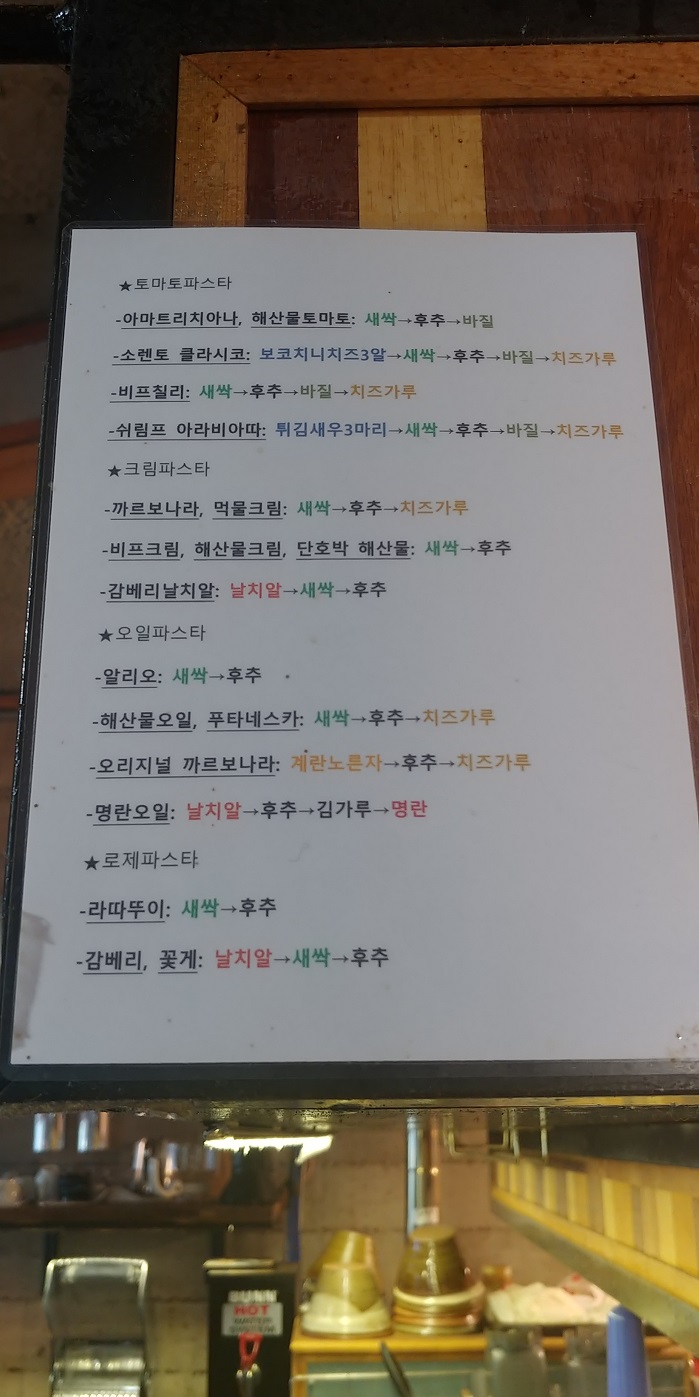 ★토마토파스타
-아마트리치아나, 해산물토마토: 새싹→후추→바질
-소렌토 클라시코: 보코치니치즈3알→새싹→후추→바질→치즈가루
-비프칠리: 새싹→후추→바질→치즈가루
-쉬림프 아라비아따: 튀김새우3마리→새싹→후추→바질→치즈가루
★크림파스타
-까르보나라, 먹물크림: 새싹→후추→치즈가루
-비프크림, 해산물크림, 단호박 해산물: 새싹→후추
-감베리날치알: 날치알→새싹→후추
★오일파스타
-알리오: 새싹→후추
-해산물오일, 푸타네스카: 새싹→후추→치즈가루
-오리지널 까르보나라: 계란노른자→후추→치즈가루
-명란오일: 날치알→후추→김가루→명란
★로제파스타
-라따뚜이: 새싹→후추
-감베리, 꽃게: 날치알→새싹→후추
BUNN
HOT
WATER
SYSTEM